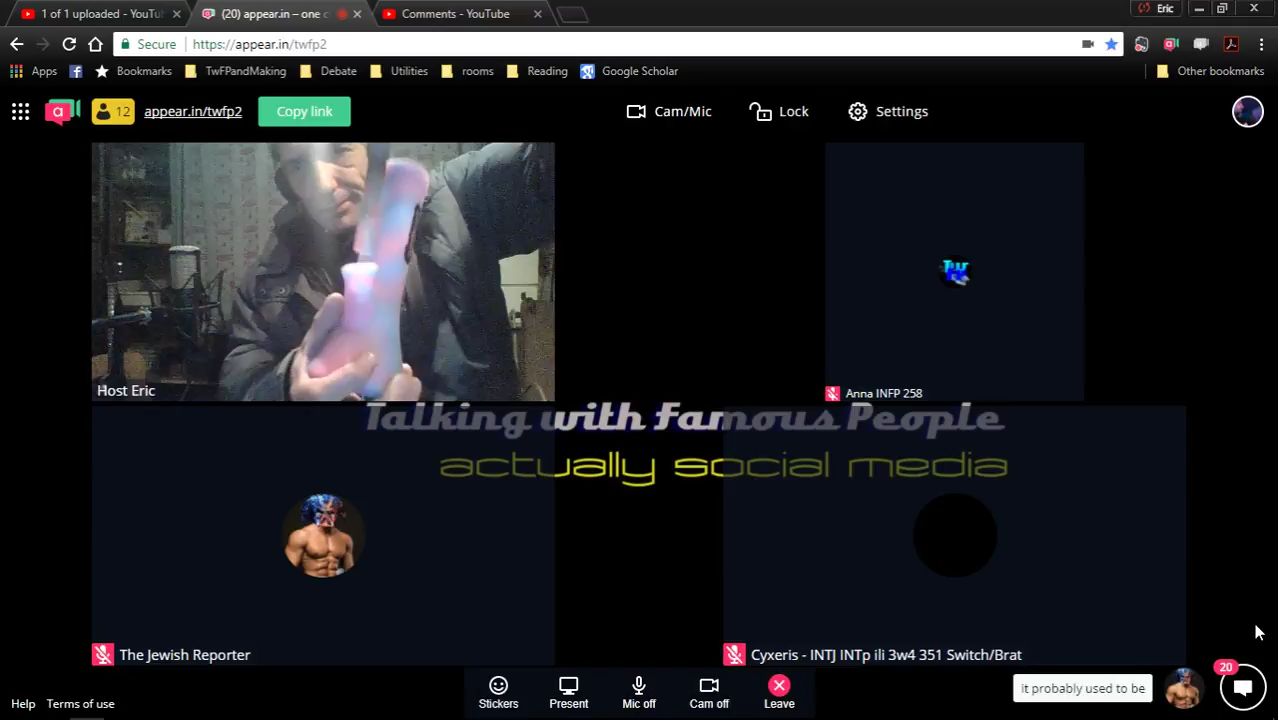 1 of 1 uploaded - YouTu
(20) appear.in – one c
Comments - YouTube
Eric
Secure
https://appear.in/twfp2
Apps
Bookmarks
TwFPandMaking
Debate
Utilities
rooms
Reading
Google Scholar
Other bookmarks
a
12
appear.in/twfp2
Copy link
Cam/Mic
Lock
Settings
Host Eric
Anna INFP 258
Talking with Famous People
actually social media
The Jewish Reporter
Cyxeris - INTJ INTp ili 3w4 351 Switch/Brat
Help
Terms of use
Stickers
Present
Mic off
Cam off
Leave
it probably used to be
20